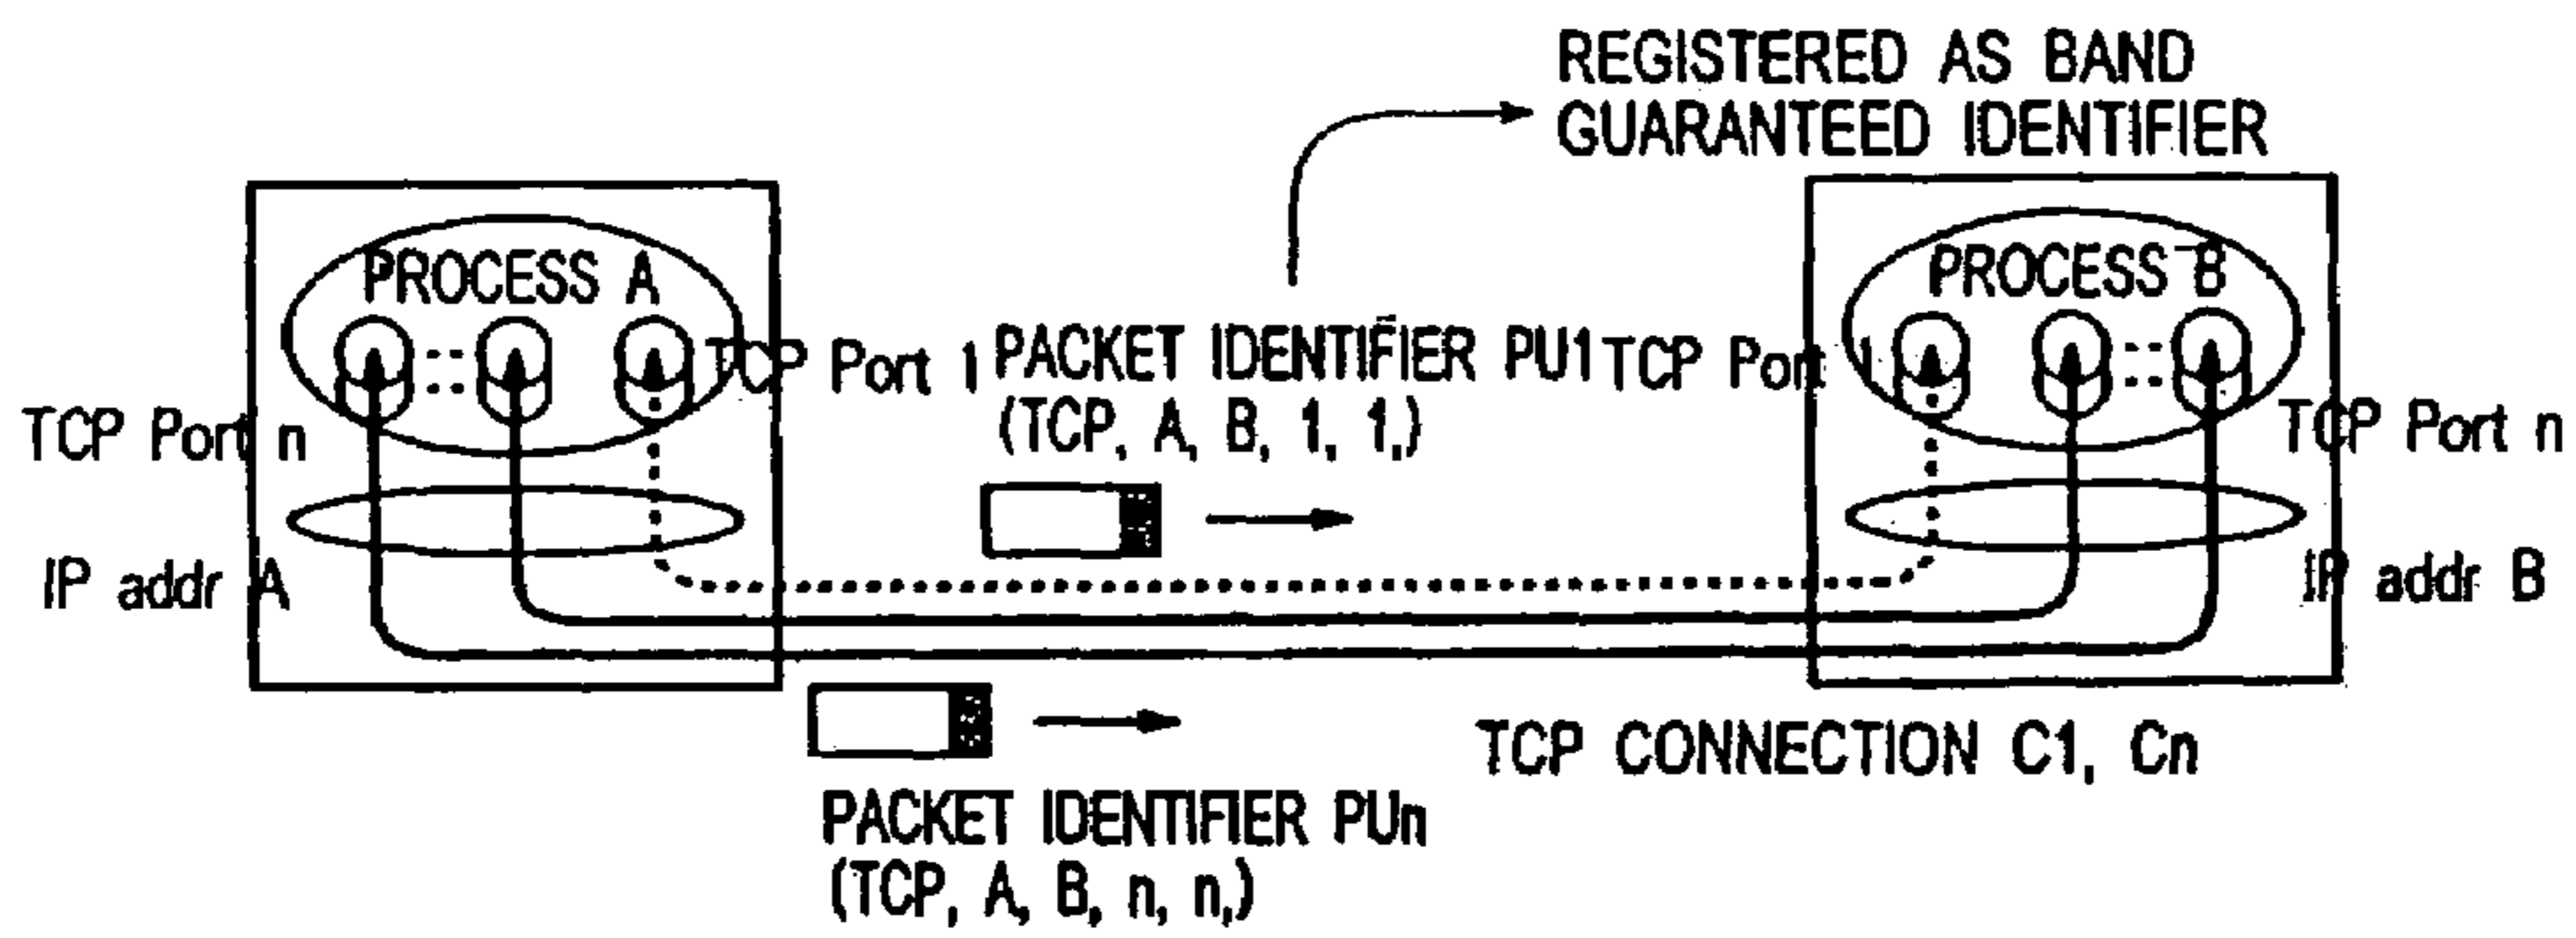 REGISTERED AS BAND
GUARANTEED IDENTIFIER
PROCESS A
PROCESS B
TCP Port 1
PACKET IDENTIFIER PU1
TCP Port 1
(TCP, A, B, 1, 1,)
TCP Port n
TCP Port n
IP addr A
IP addr B
TCP CONNECTION C1, Cn
PACKET IDENTIFIER PUn
(TCP, A, B, n, n,)